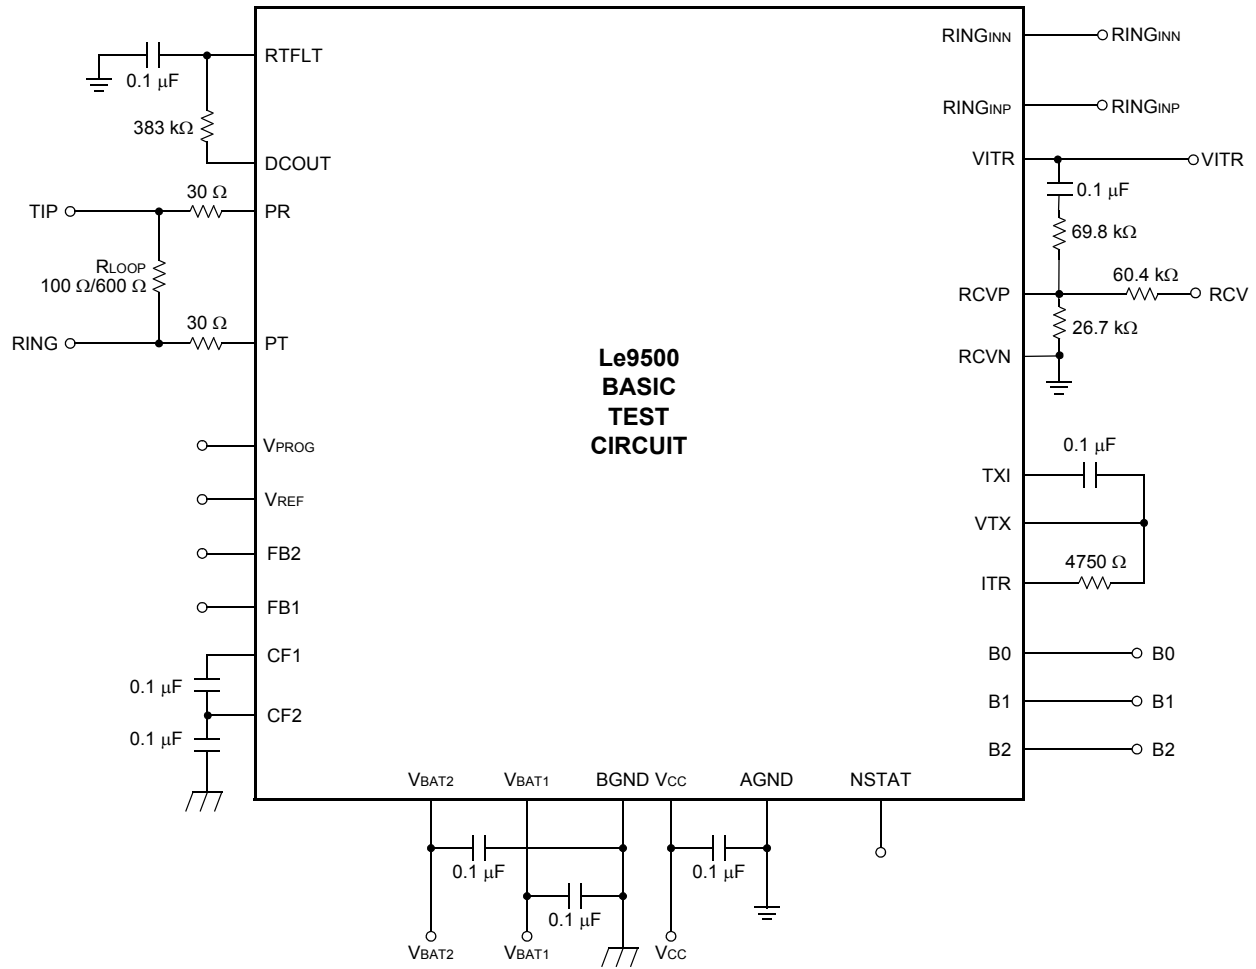 RTFLT
0.1 μF
383 kΩ
DCOUT
30 Ω
TIP
PR
RLOOP
100 Ω/600 Ω
30 Ω
RING
PT
VPROG
VREF
FB2
FB1
CF1
0.1 μF
CF2
0.1 μF
Le9500
BASIC
TEST
CIRCUIT
RINGINN
RINGINN
RINGINP
RINGINP
VITR
VITR
0.1 μF
69.8 kΩ
60.4 kΩ
RCVP
RCV
26.7 kΩ
RCVN
0.1 μF
TXI
VTX
4750 Ω
ITR
B0
B0
B1
B1
B2
B2
VBAT2
VBAT1
BGND
VCC
AGND
NSTAT
0.1 μF
0.1 μF
0.1 μF
VBAT2
VBAT1
VCC